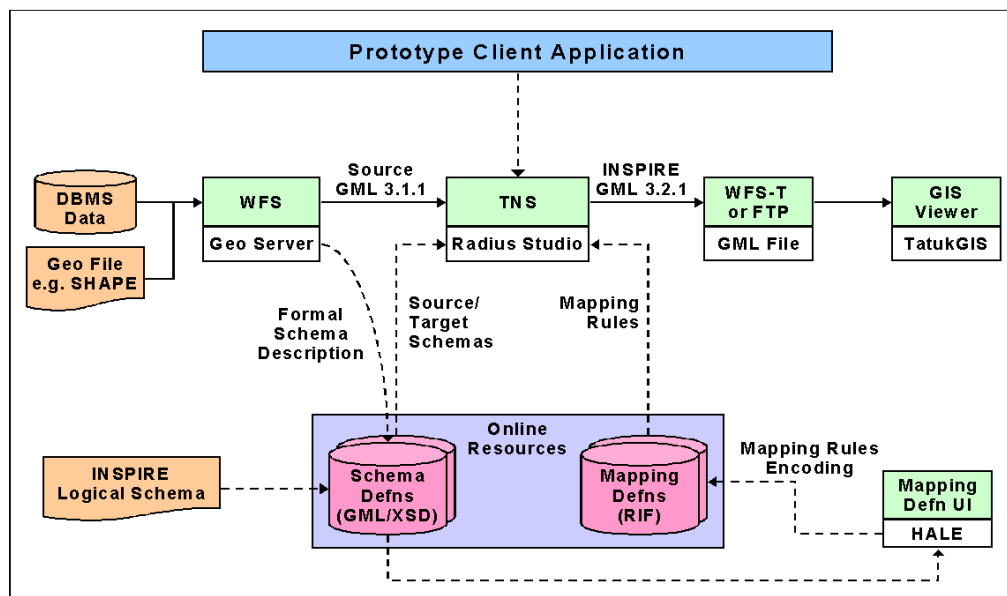 Prototype Client Application
DBMS
Data
Geo File
e.g. SHAPE
WFS
Geo Server
Source
GML 3.1.1
TNS
Radius Studio
INSPIRE
GML 3.2.1
WFS-T
or FTP
GML File
GIS
Viewer
TatukGIS
Formal
Schema
Description
Source/
Target
Schemas
Mapping
Rules
Online
Resources
INSPIRE
Logical Schema
Schema
Defns
(GML/XSD)
Mapping
Defns
(RIF)
Mapping Rules
Encoding
Mapping
Defn UI
HALE